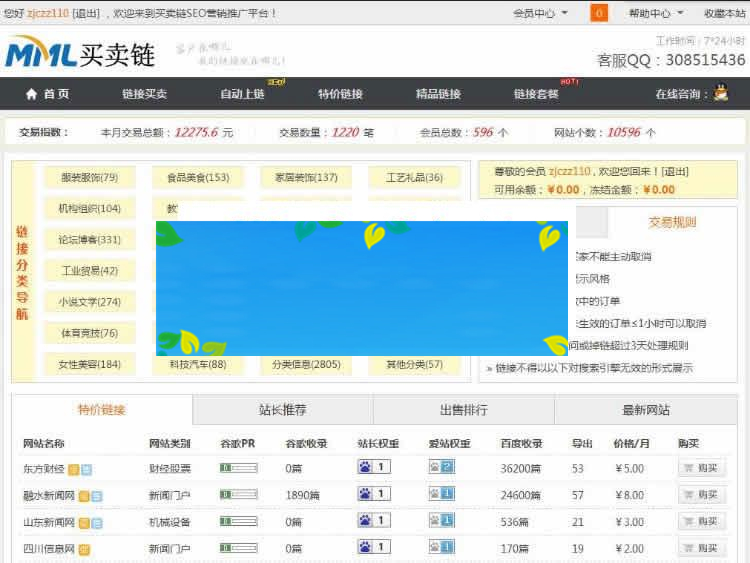 您好 zjczz110 [退出] ，欢迎来到买卖链SEO营销推广平台！
会员中心 0 帮助中心 收藏本站
MML买卖链
客户在哪儿
我的链接就在哪儿!
工作时间：7*24小时
客服QQ：308515436
首 页 链接买卖 自动上链 特价链接 精品链接 链接套餐 HOT! 在线咨询：
交易指数： 本月交易总额：12275.6 元 交易数量：1220 笔 会员总数：596 个 网站个数：10596 个
链接分类导航
服装服饰(79) 食品美食(153) 家居装饰(137) 工艺礼品(36)
机构组织(104)
论坛博客(331)
工业贸易(42)
小说文学(274)
体育竞技(76)
女性美容(184) 科技汽车(88) 分类信息(2805) 其他分类(57)
尊敬的会员 zjczz110 , 欢迎您回来！[退出]
可用余额：￥0.00，冻结金额：￥0.00
交易规则
家不能主动取消
示风格
中的订单
生效的订单≤1小时可以取消
或掉链超过3天处理规则
» 链接不得以以下对搜索引擎无效的形式展示
特价链接 站长推荐 出售排行 最新网站
网站名称 网站类别 谷歌PR 谷歌收录 站长权重 爱站权重 百度收录 导出 价格/月 购买
东方财经 财经股票 0 0篇 1 2 36200篇 53 ￥5.00 购买
融水新闻网 新闻门户 0 1890篇 1 1 24600篇 57 ￥8.00 购买
山东新闻网 机械设备 0 0篇 1 1 536篇 21 ￥3.00 购买
四川信息网 新闻门户 0 0篇 1 1 170篇 19 ￥2.00 购买